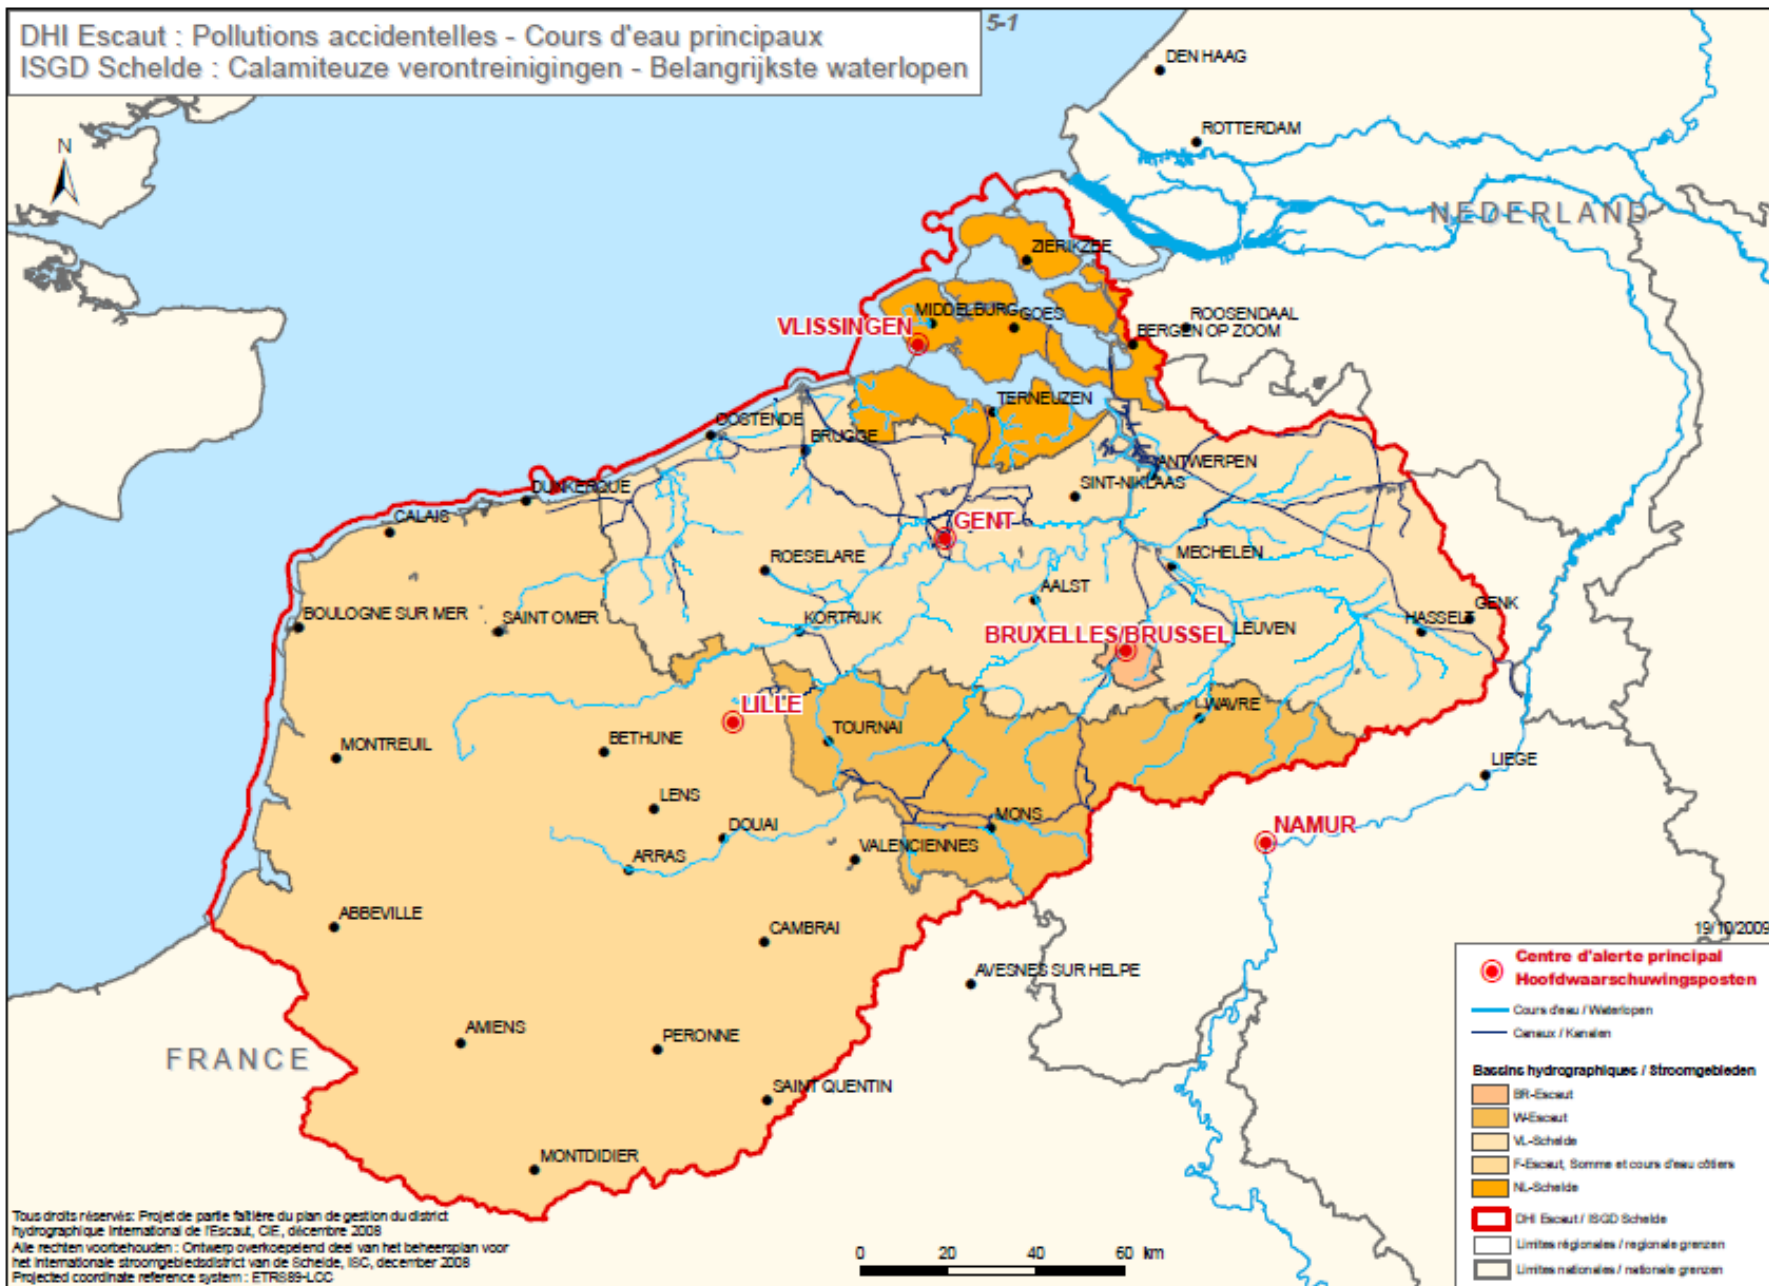 DHI Escaut : Pollutions accidentelles - Cours d'eau principaux
ISGD Schelde : Calamiteuze verontreinigingen - Belangrijkste waterlopen
5-1
N
DEN HAAG
ROTTERDAM
NEDERLAND
ZIERIKZEE
MIDDELBURG
GOES
VLISSINGEN
ROOSENDAAL
BERGEN OP ZOOM
TERNEUZEN
OOSTENDE
BRUGGE
ANTWERPEN
SINT-NIKLAAS
DUNKERQUE
CALAIS
GENT
MECHELEN
ROESELARE
AALST
BOULOGNE SUR MER
SAINT OMER
KORTRIJK
BRUXELLES/BRUSSEL
LEUVEN
HASSELT
GENK
LILLE
WAVRE
TOURNAI
MONTREUIL
BETHUNE
LIEGE
LENS
DOUAI
MONS
NAMUR
VALENCIENNES
ARRAS
ABBEVILLE
CAMBRAI
AVESNES SUR HELPE
AMIENS
PERONNE
FRANCE
SAINT QUENTIN
MONTDIDIER
19/10/2009
Centre d'alerte principal
Hoofdwaarschuwingsposten
Cours d'eau / Waterlopen
Canaux / Kanalen
Bassins hydrographiques / Stroomgebieden
BR-Escaut
W-Escaut
VL-Schelde
F-Escaut, Somme et cours d'eau côtiers
NL-Schelde
DHI Escaut / ISGD Schelde
Limites régionales / regionale grenzen
Limites nationales / nationale grenzen
Tous droits réservés: Projet de partie faîtière du plan de gestion du district
hydrographique International de l'Escaut, CIE, décembre 2008
Alle rechten voorbehouden : Ontwerp overkoepelend deel van het beheersplan voor
het Internationale stroomgebiedsdistrict van de Schelde, ISC, december 2008
Projected coordinate reference system : ETRS89-LCC
0 20 40 60 km